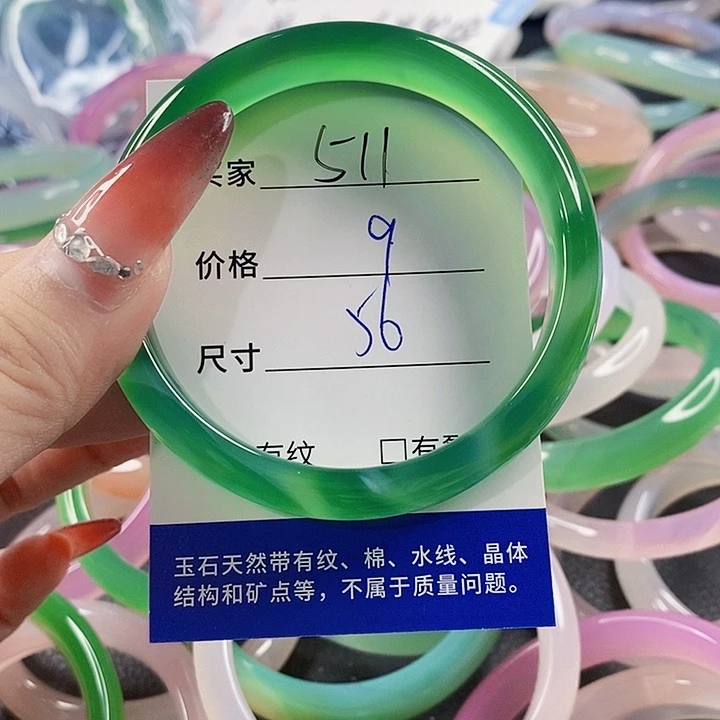 家 511
价格 9
尺寸 56
有纹 □有
玉石天然带有纹、棉、水线、晶体
结构和矿点等，不属于质量问题。